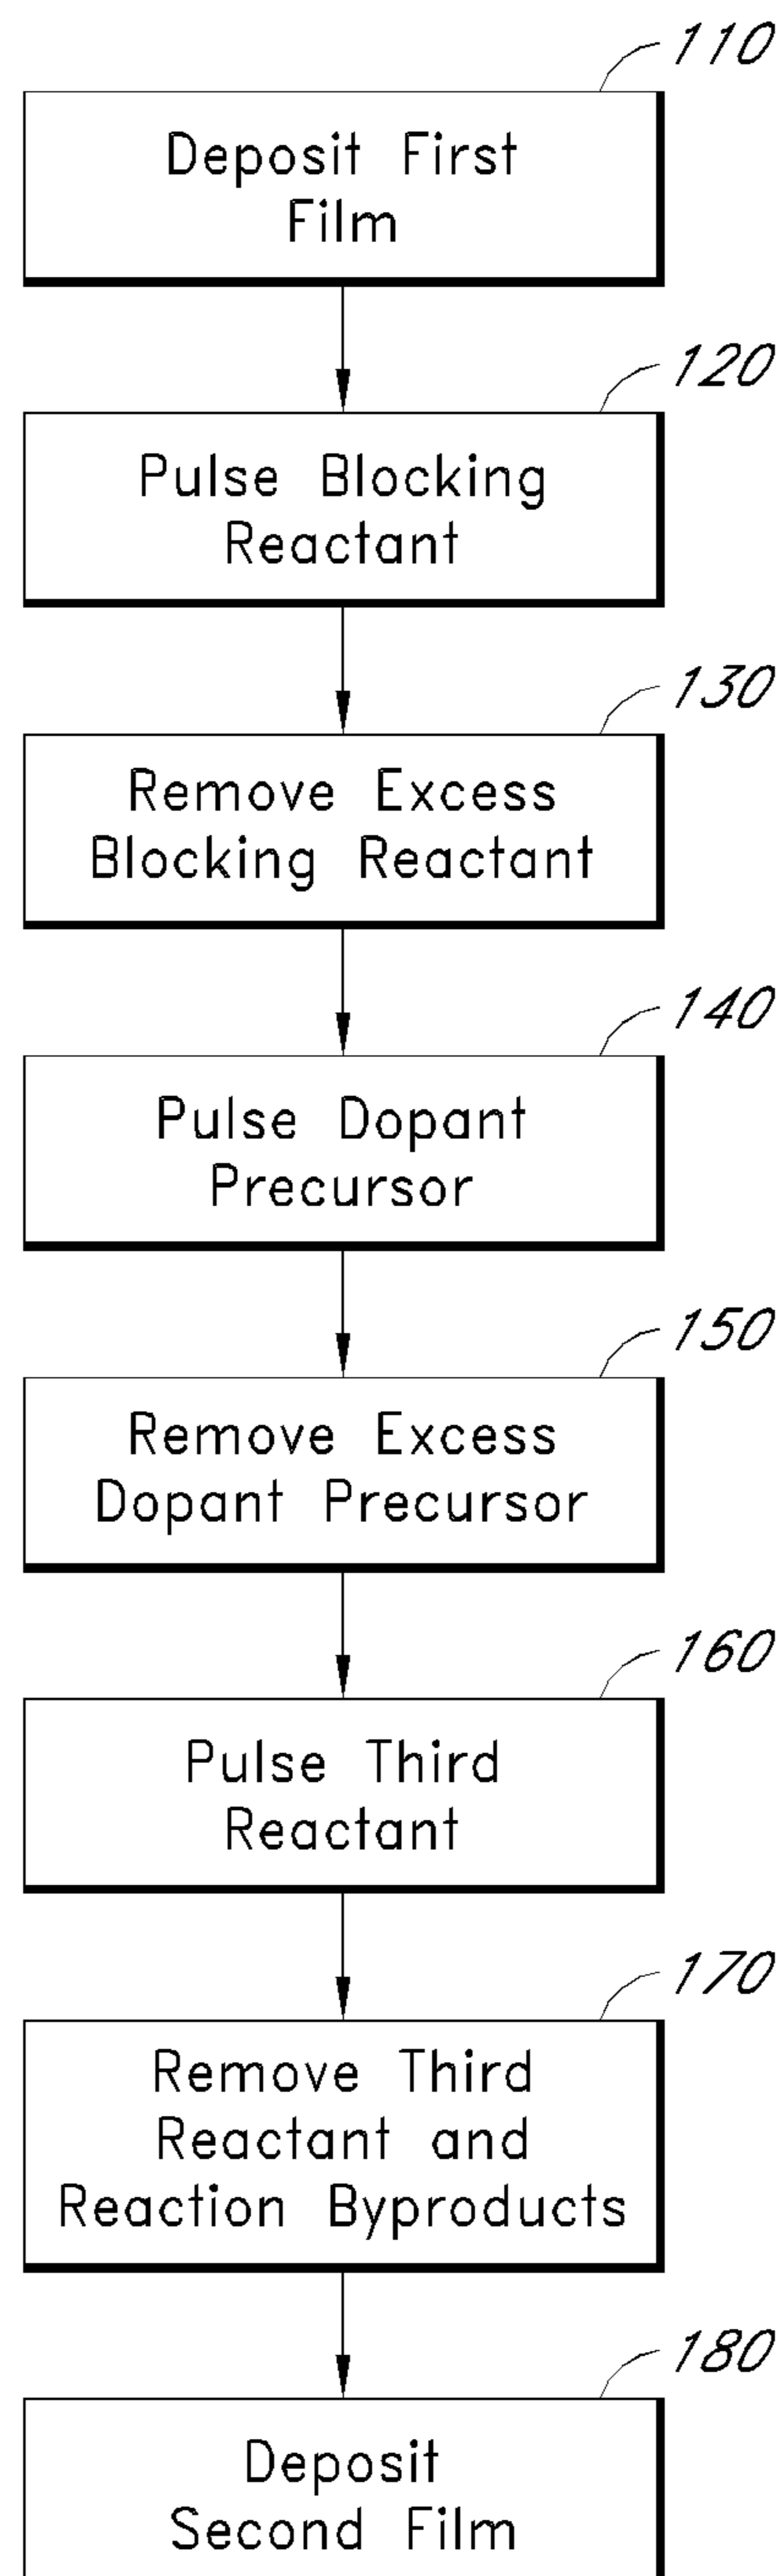 110
Deposit First
Film
120
Pulse Blocking
Reactant
130
Remove Excess
Blocking Reactant
140
Pulse Dopant
Precursor
150
Remove Excess
Dopant Precursor
160
Pulse Third
Reactant
170
Remove Third
Reactant and
Reaction Byproducts
180
Deposit
Second Film